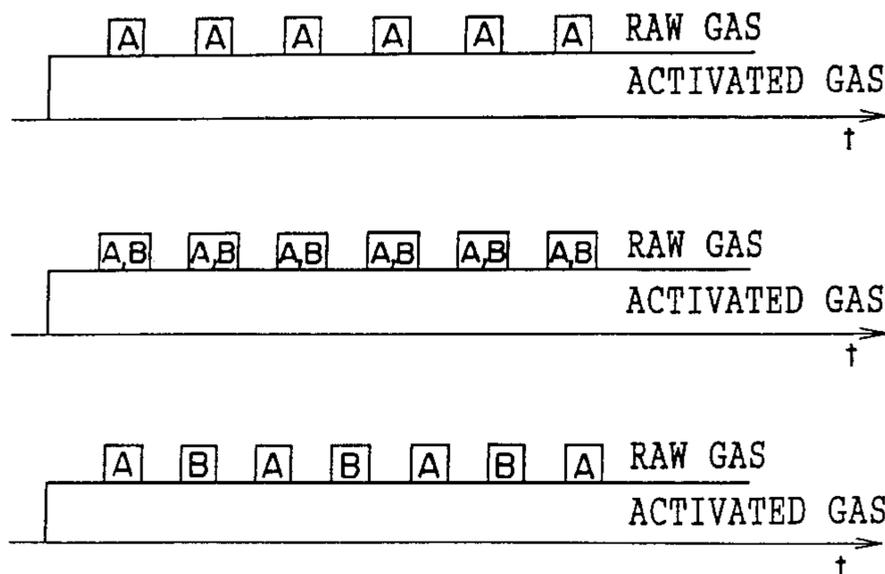 A A A A A A RAW GAS
ACTIVATED GAS
t
A,B A,B A,B A,B A,B A,B RAW GAS
ACTIVATED GAS
t
A B A B A B A RAW GAS
ACTIVATED GAS
t